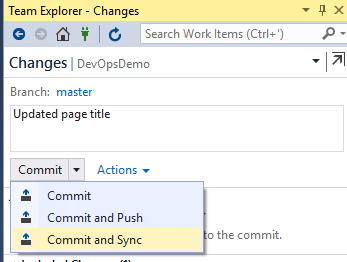 Team Explorer - Changes
Search Work Items (Ctrl+')
Changes | DevOpsDemo
Branch: master
Updated page title
Commit Actions
Commit
Commit and Push
Commit and Sync
to the commit.